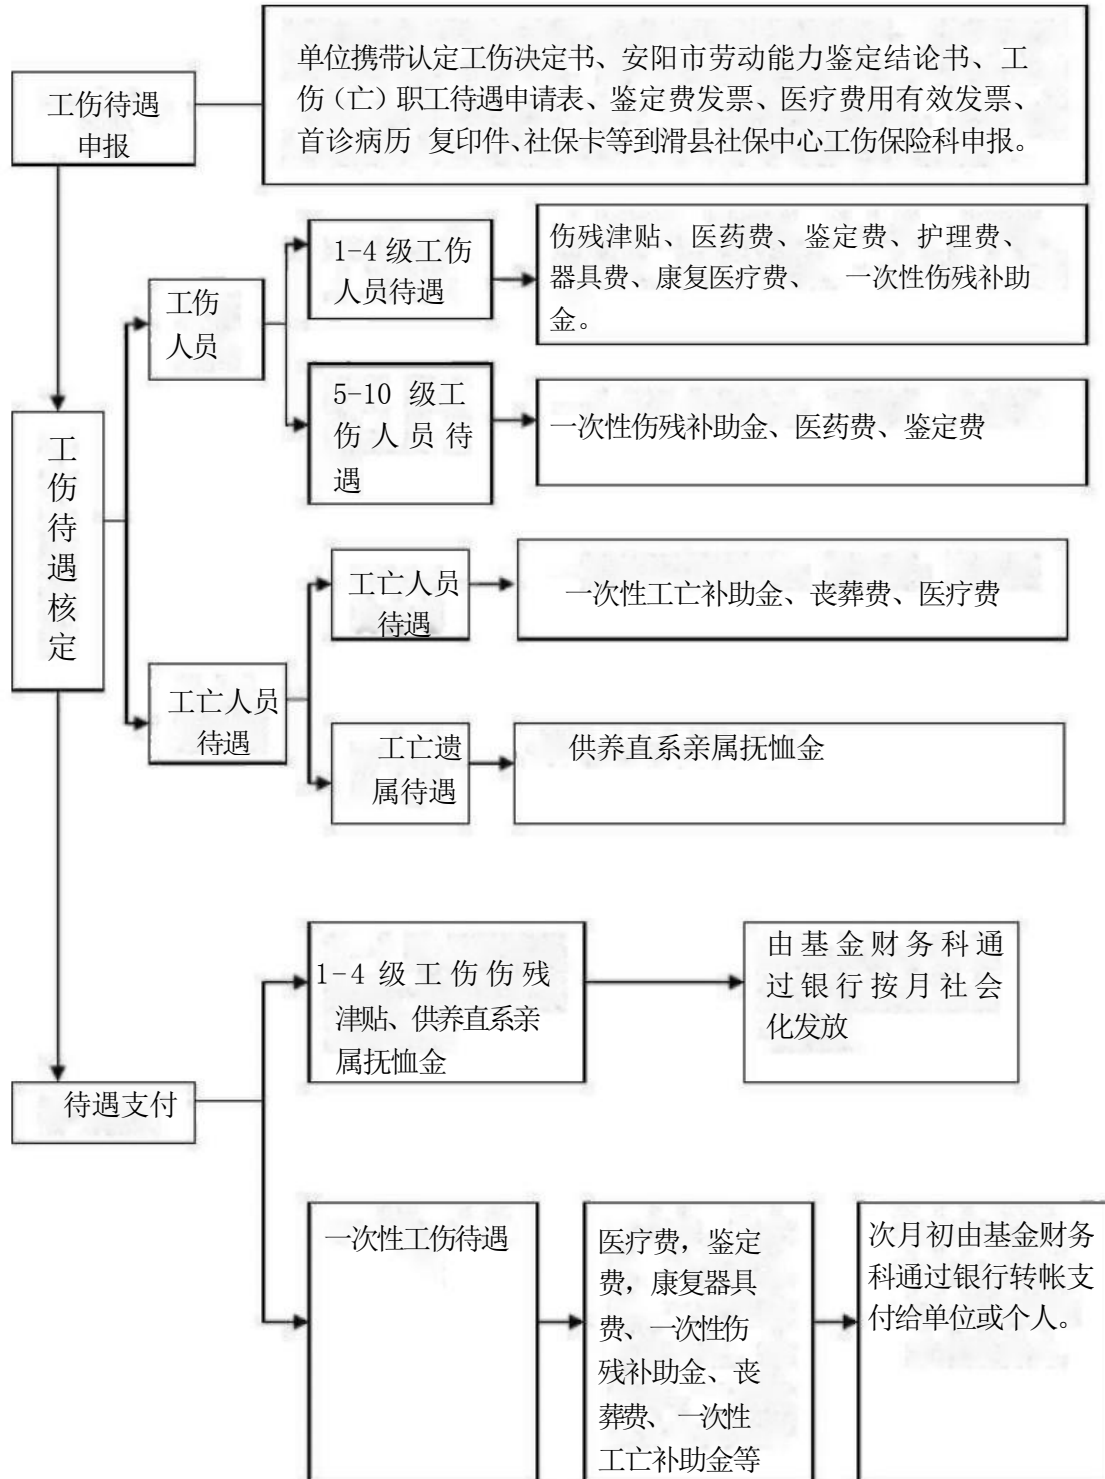 单位携带认定工伤决定书、安阳市劳动能力鉴定结论书、工
伤（亡）职工待遇申请表、鉴定费发票、医疗费用有效发票、
首诊病历 复印件、社保卡等到滑县社保中心工伤保险科申报。
工伤待遇
申报
1-4 级工伤
人员待遇
伤残津贴、医药费、鉴定费、护理费、
器具费、康复医疗费、 一次性伤残补助
金。
工伤
人员
5-10 级工
伤人员待
遇
一次性伤残补助金、医药费、鉴定费
工
伤
待
遇
核
定
工亡人员
待遇
一次性工亡补助金、丧葬费、医疗费
工亡人员
待遇
工亡遗
属待遇
供养直系亲属抚恤金
1-4 级工伤伤残
津贴、供养直系亲
属抚恤金
由基金财务科通
过银行按月社会
化发放
待遇支付
一次性工伤待遇
医疗费，鉴定
费，康复器具
费、一次性伤
残补助金、丧
葬费、一次性
工亡补助金等
次月初由基金财务
科通过银行转帐支
付给单位或个人。